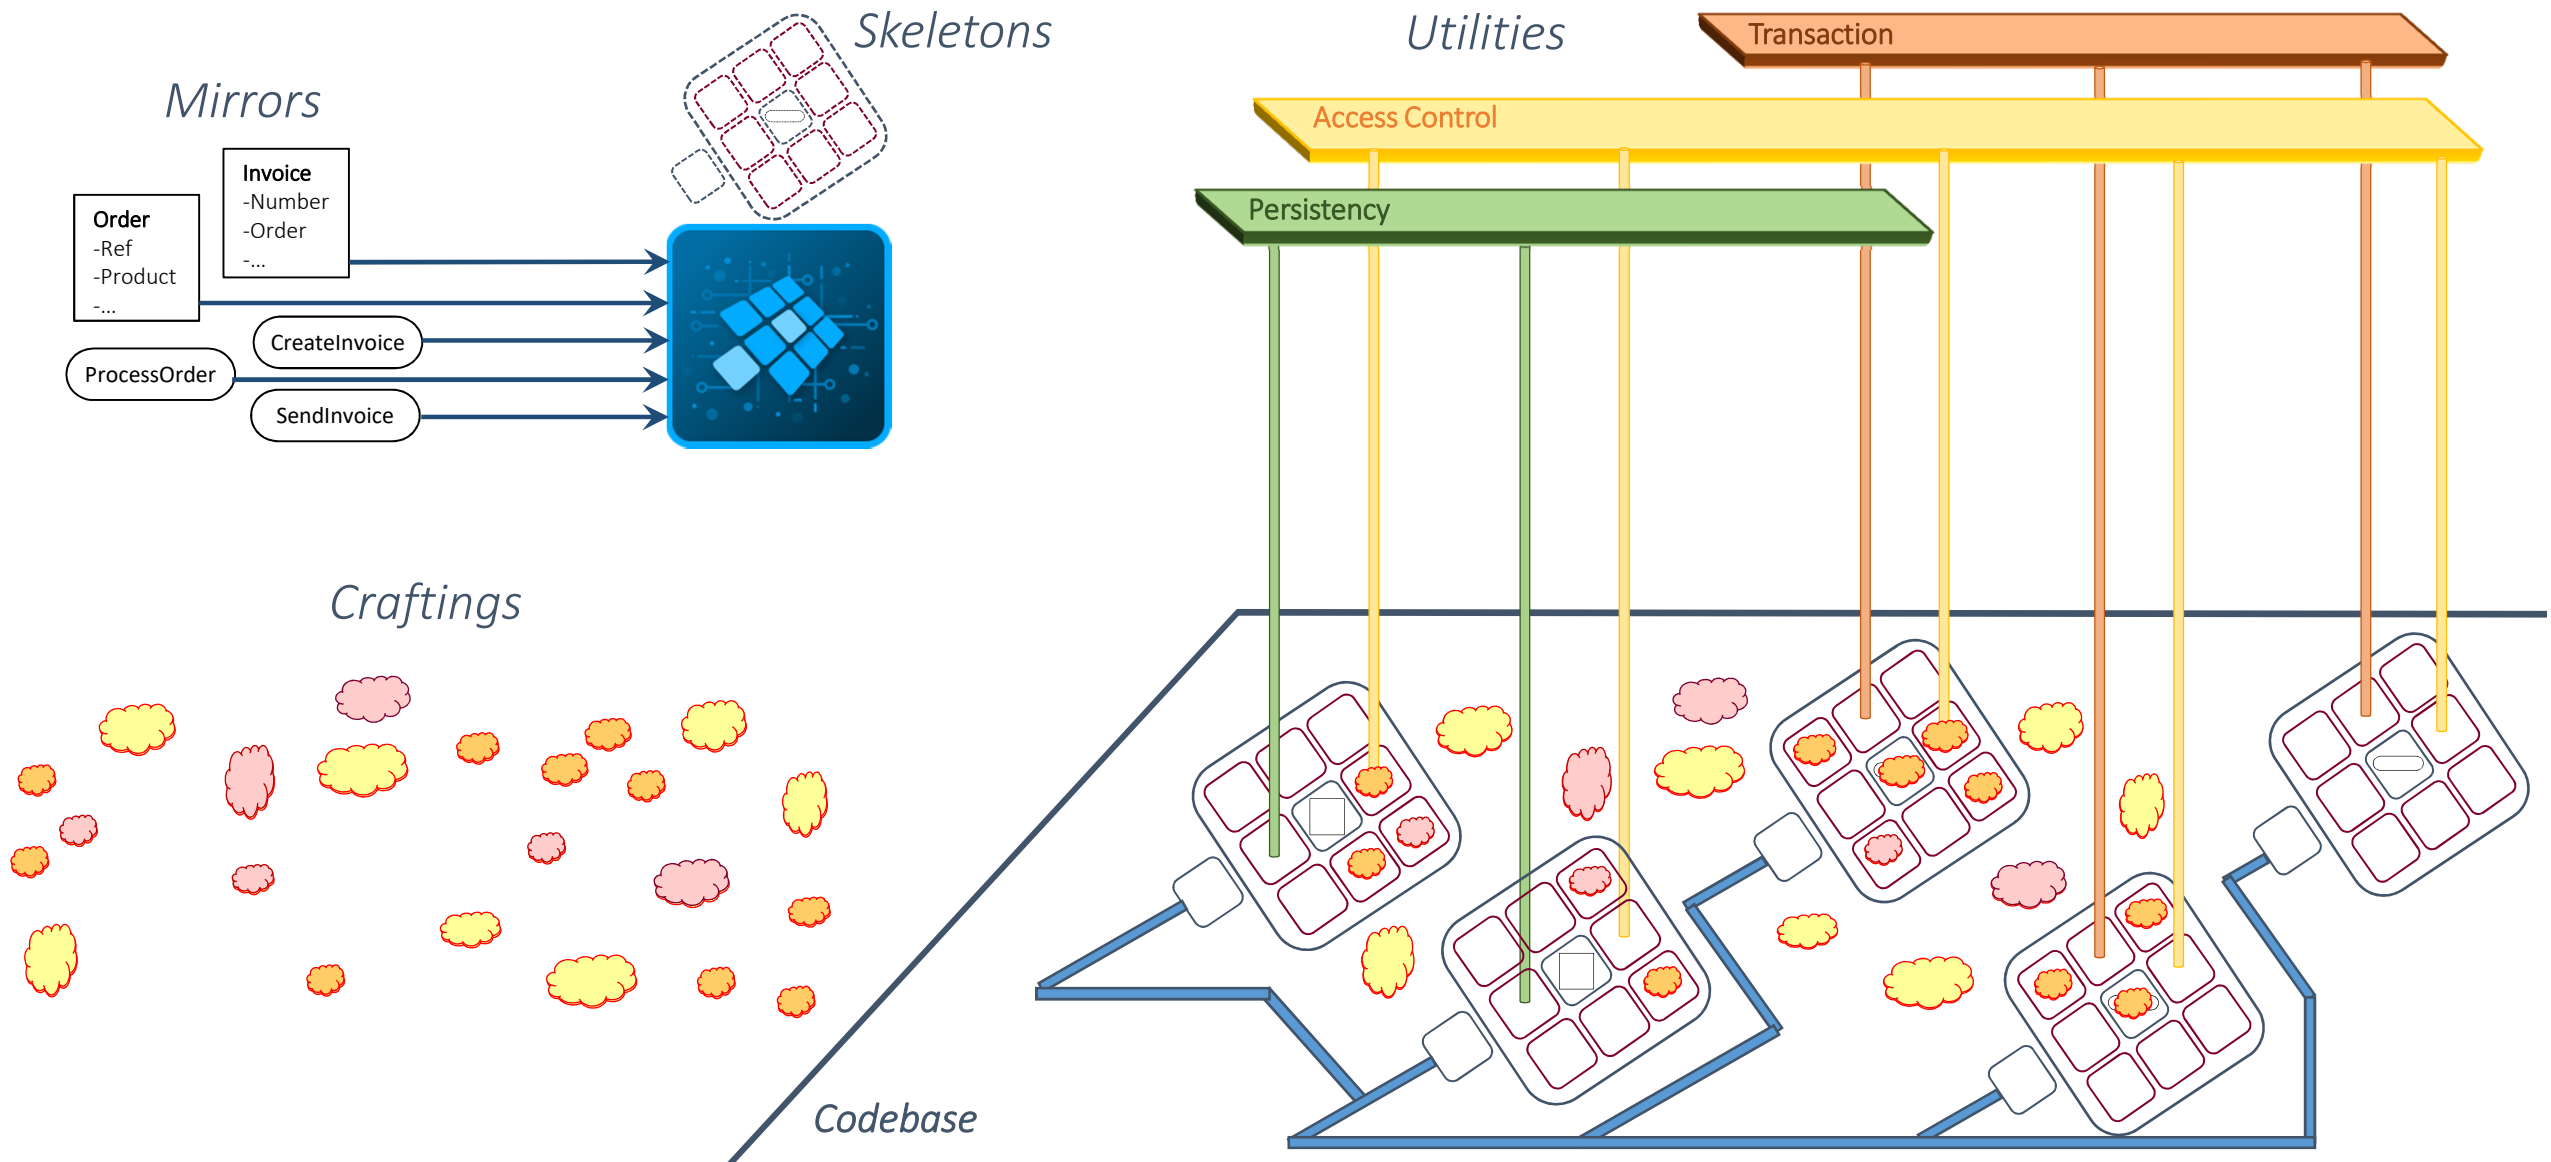 Skeletons
Utilities
Transaction
Mirrors
Access Control
Invoice
-Number
-Order
-...
Order
-Ref
-Product
-...
Persistency
CreateInvoice
ProcessOrder
SendInvoice
Craftings
Codebase